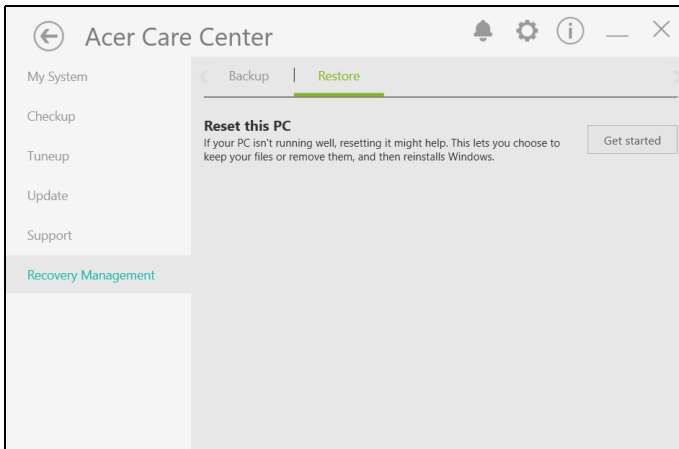 Acer Care Center
My System
Checkup
Tuneup
Update
Support
Recovery Management
Backup | Restore
Reset this PC
If your PC isn't running well, resetting it might help. This lets you choose to
keep your files or remove them, and then reinstalls Windows.
Get started